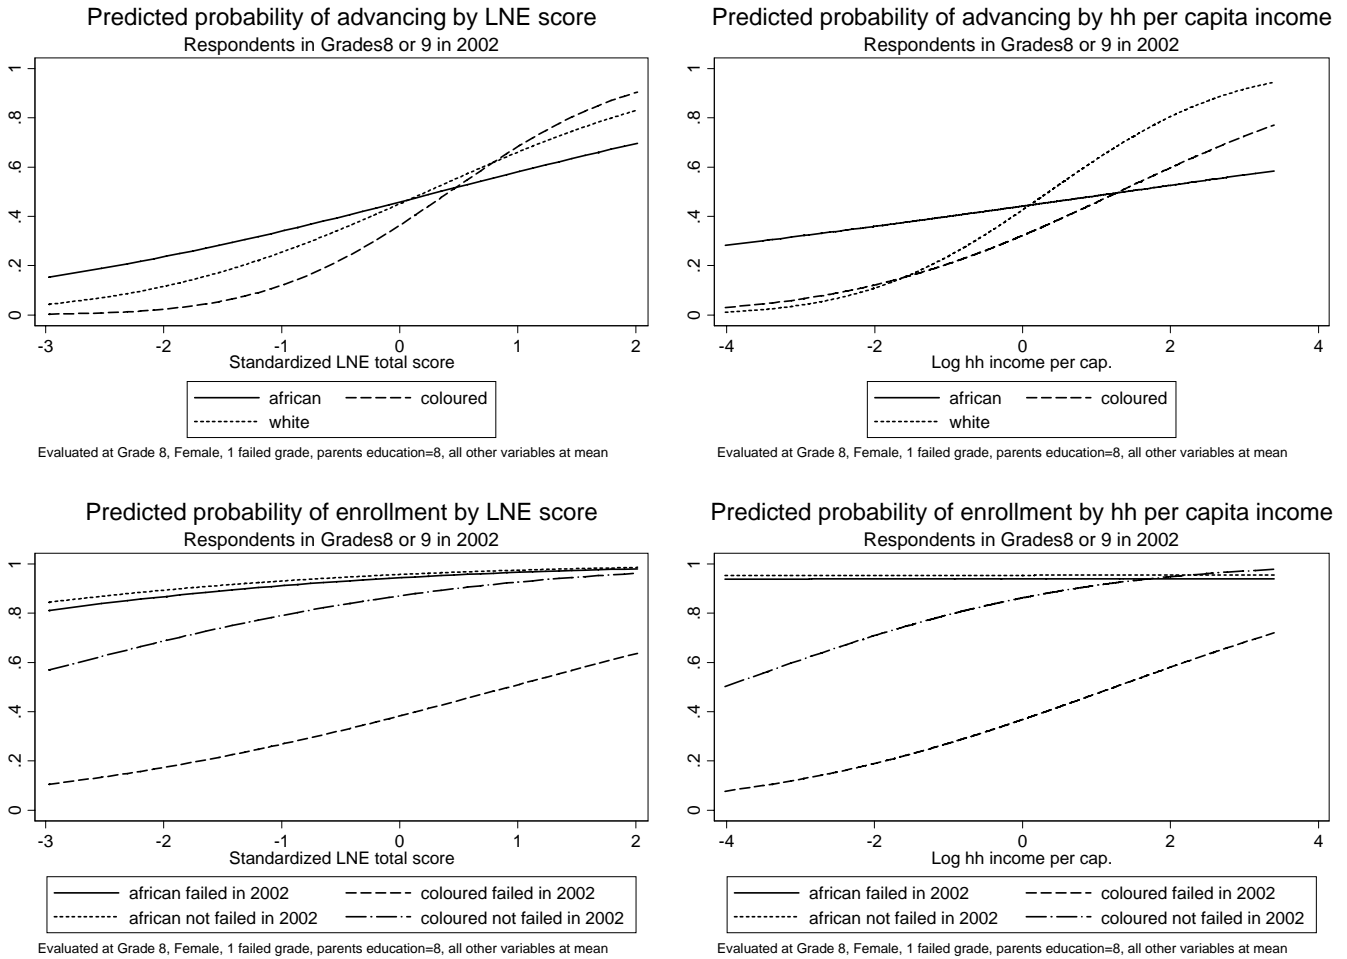 Predicted probability of advancing by LNE score
Respondents in Grades8 or 9 in 2002
1
.8
.6
.4
.2
0
-3 -2 -1 0 1 2
Standardized LNE total score
african coloured
white
Evaluated at Grade 8, Female, 1 failed grade, parents education=8, all other variables at mean
Predicted probability of advancing by hh per capita income
Respondents in Grades8 or 9 in 2002
1
.8
.6
.4
.2
0
-4 -2 0 2 4
Log hh income per cap.
african coloured
white
Evaluated at Grade 8, Female, 1 failed grade, parents education=8, all other variables at mean
Predicted probability of enrollment by LNE score
Respondents in Grades8 or 9 in 2002
1
.8
.6
.4
.2
0
-3 -2 -1 0 1 2
Standardized LNE total score
african failed in 2002 coloured failed in 2002
african not failed in 2002 coloured not failed in 2002
Evaluated at Grade 8, Female, 1 failed grade, parents education=8, all other variables at mean
Predicted probability of enrollment by hh per capita income
Respondents in Grades8 or 9 in 2002
1
.8
.6
.4
.2
0
-4 -2 0 2 4
Log hh income per cap.
african failed in 2002 coloured failed in 2002
african not failed in 2002 coloured not failed in 2002
Evaluated at Grade 8, Female, 1 failed grade, parents education=8, all other variables at mean